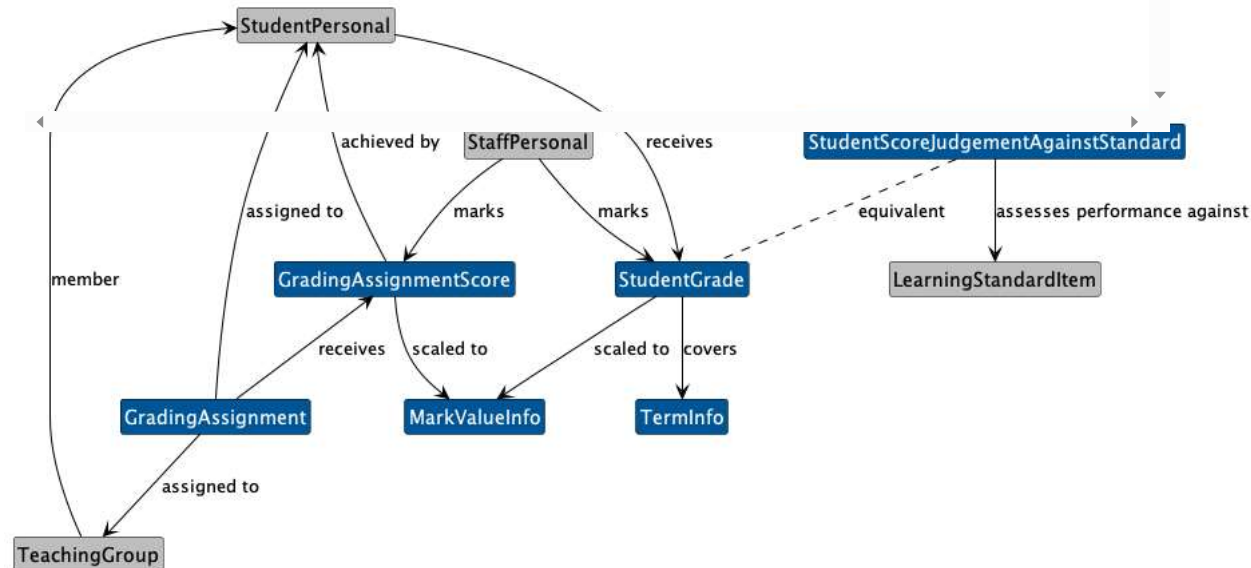 StudentPersonal
achieved by
StaffPersonal
receives
StudentScoreJudgementAgainstStandard
assigned to
marks
marks
equivalent
assesses performance against
member
GradingAssignmentScore
StudentGrade
LearningStandardItem
receives
scaled to
scaled to
covers
GradingAssignment
MarkValueInfo
TermInfo
assigned to
TeachingGroup